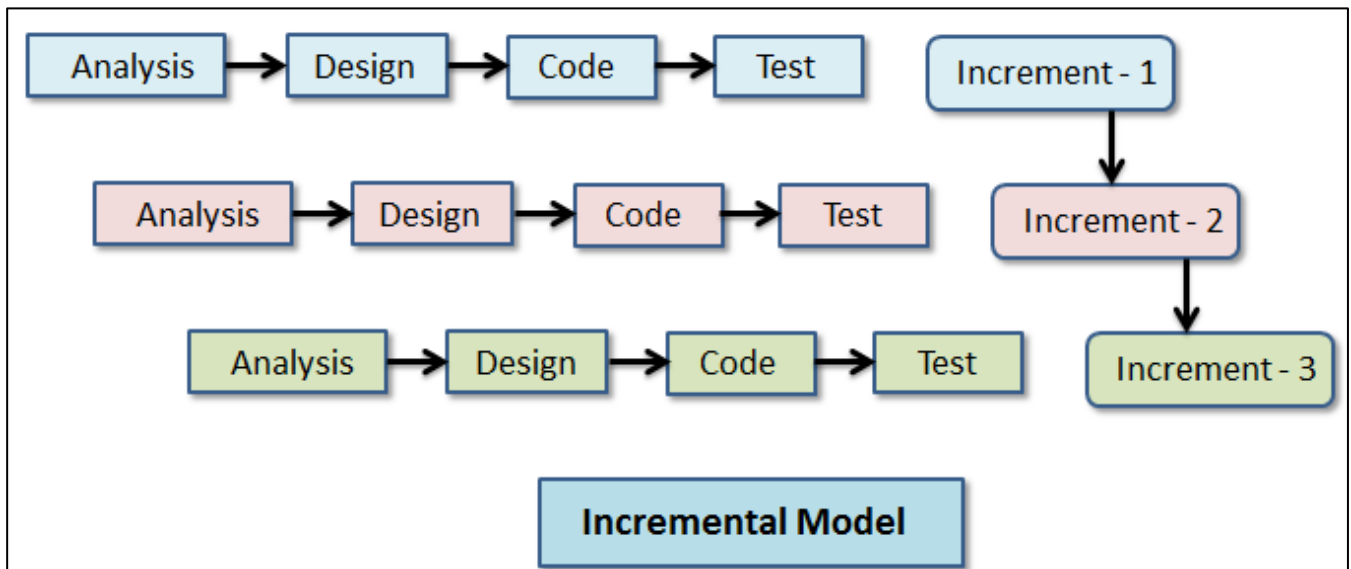 Analysis Design Code Test Increment - 1
Analysis Design Code Test Increment - 2
Analysis Design Code Test Increment - 3
Incremental Model